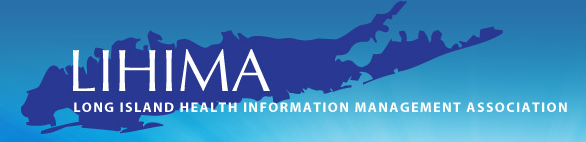 LIHIMA
LONG ISLAND HEALTH INFORMATION MANAGEMENT ASSOCIATION